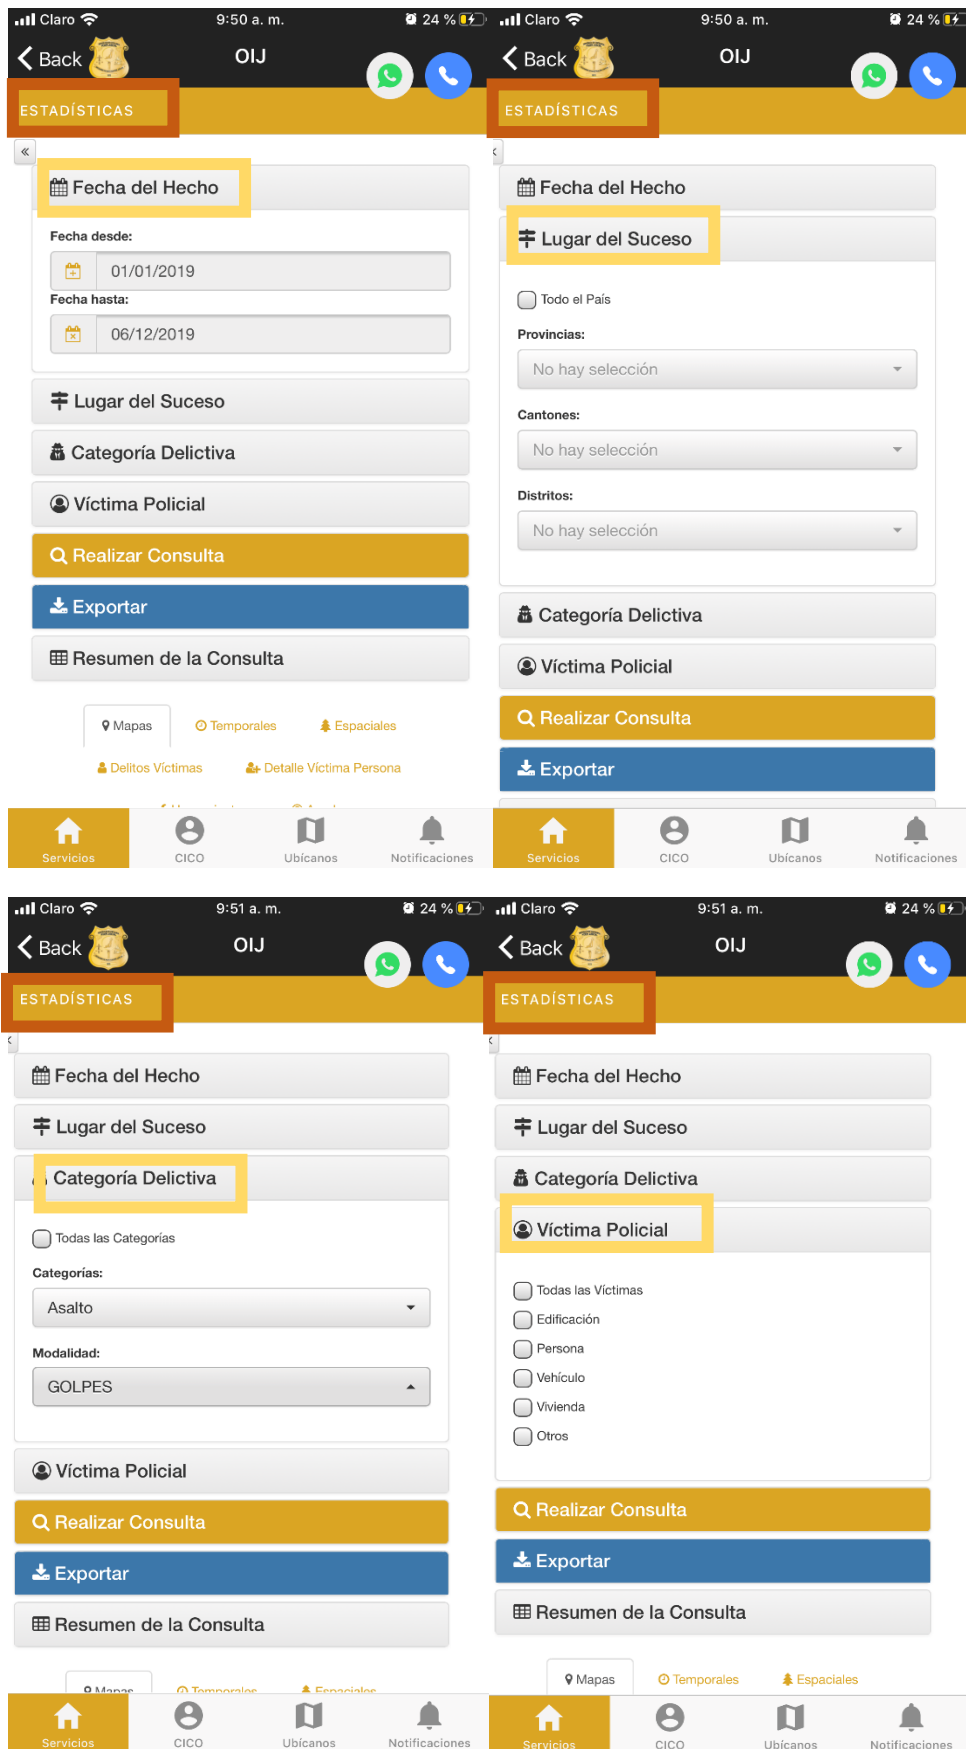 Claro 9:50 a. m. 24 %
Back OIJ
ESTADÍSTICAS
«
Fecha del Hecho
Fecha desde:
01/01/2019
Fecha hasta:
06/12/2019
Lugar del Suceso
Categoría Delictiva
Víctima Policial
Realizar Consulta
Exportar
Resumen de la Consulta
Mapas Temporales Espaciales
Delitos Víctimas Detalle Víctima Persona
Servicios CICO Ubícanos Notificaciones
Claro 9:50 a. m. 24 %
Back OIJ
ESTADÍSTICAS
Fecha del Hecho
Lugar del Suceso
Todo el País
Provincias:
No hay selección
Cantones:
No hay selección
Distritos:
No hay selección
Categoría Delictiva
Víctima Policial
Realizar Consulta
Exportar
Servicios CICO Ubícanos Notificaciones
Claro 9:51 a. m. 24 %
Back OIJ
ESTADÍSTICAS
Fecha del Hecho
Lugar del Suceso
Categoría Delictiva
Todas las Categorías
Categorías:
Asalto
Modalidad:
GOLPES
Víctima Policial
Realizar Consulta
Exportar
Resumen de la Consulta
Mapas Temporales Espaciales
Servicios CICO Ubícanos Notificaciones
Claro 9:51 a. m. 24 %
Back OIJ
ESTADÍSTICAS
Fecha del Hecho
Lugar del Suceso
Categoría Delictiva
Víctima Policial
Todas las Víctimas
Edificación
Persona
Vehículo
Vivienda
Otros
Realizar Consulta
Exportar
Resumen de la Consulta
Mapas Temporales Espaciales
Servicios CICO Ubícanos Notificaciones